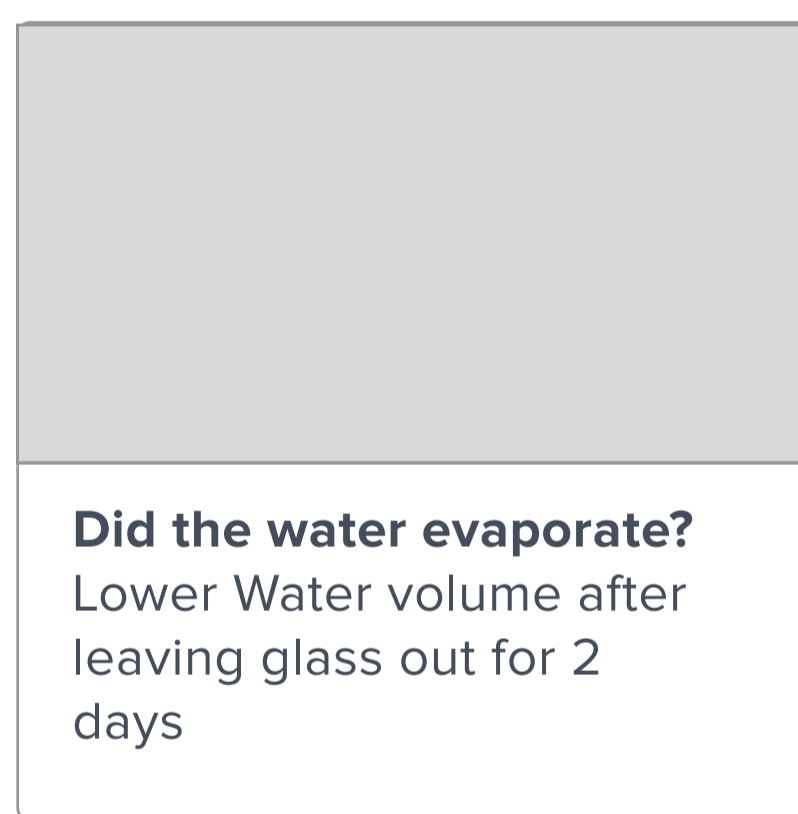 Did the water evaporate?
Lower Water volume after
leaving glass out for 2
days